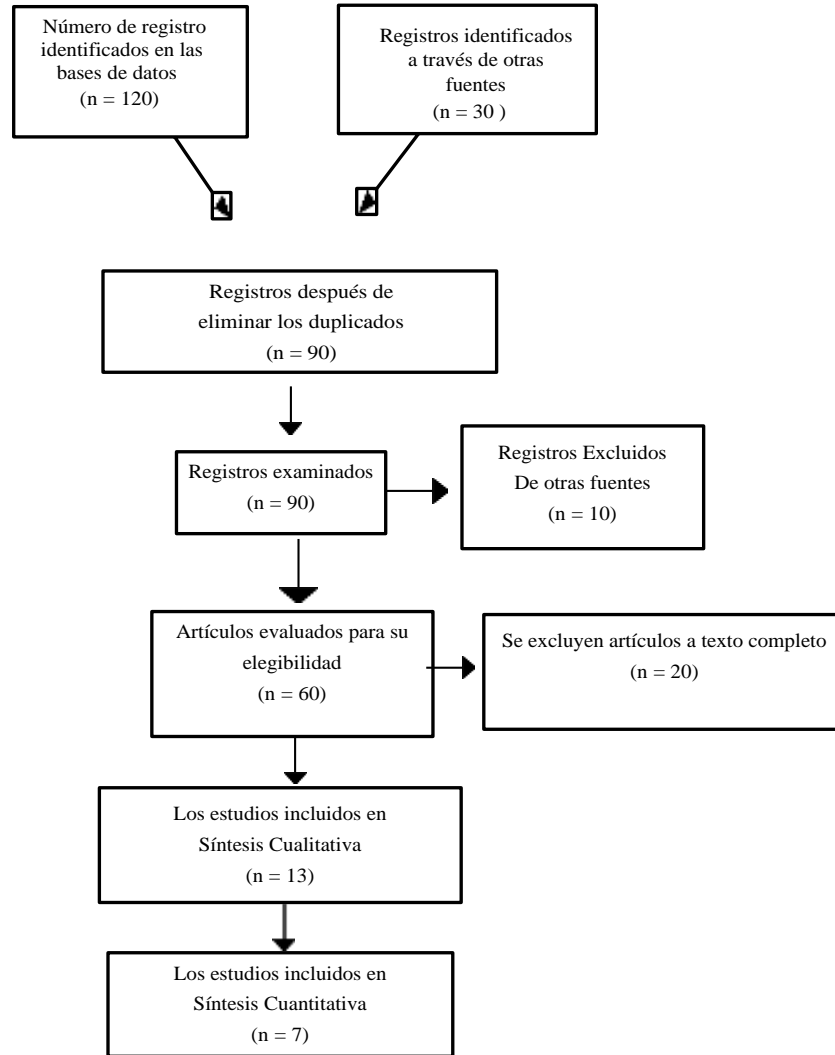 Número de registro
identificados en las
bases de datos
(n = 120)
Registros identificados
a través de otras
fuentes
(n = 30 )
Registros después de
eliminar los duplicados
(n = 90)
Registros examinados
(n = 90)
Registros Excluidos
De otras fuentes
(n = 10)
Artículos evaluados para su
elegibilidad
(n = 60)
Se excluyen artículos a texto completo
(n = 20)
Los estudios incluidos en
Síntesis Cualitativa
(n = 13)
Los estudios incluidos en
Síntesis Cuantitativa
(n = 7)